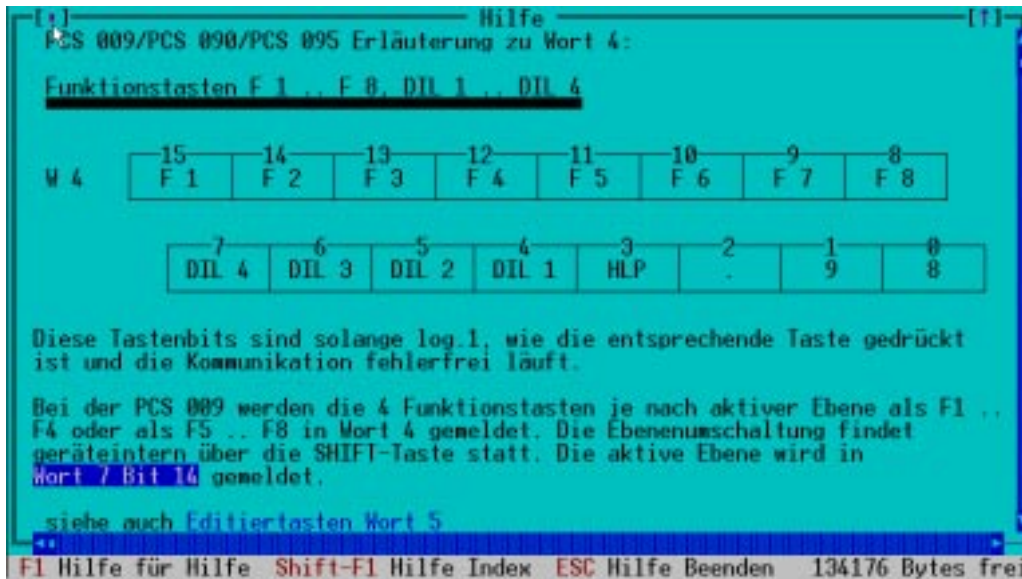 Hilfe
PCS 009/PCS 090/PCS 095 Erläuterung zu Wort 4:
Funktionstasten F 1 .. F 8, DIL 1 .. DIL 4
15 14 13 12 11 10 9 8
W 4 F 1 F 2 F 3 F 4 F 5 F 6 F 7 F 8
7 6 5 4 3 2 1 0
DIL 4 DIL 3 DIL 2 DIL 1 HLP . 9 8
Diese Tastenbits sind solange log.1, wie die entsprechende Taste gedrückt
ist und die Kommunikation fehlerfrei läuft.
Bei der PCS 009 werden die 4 Funktionstasten je nach aktiver Ebene als F1 ..
F4 oder als F5 .. F8 in Wort 4 gemeldet. Die Ebenenumschaltung findet
geräteintern über die SHIFT-Taste statt. Die aktive Ebene wird in
Wort 7 Bit 14 gemeldet.
siehe auch Editiertasten Wort 5
F1 Hilfe für Hilfe Shift-F1 Hilfe Index ESC Hilfe Beenden 134176 Bytes frei